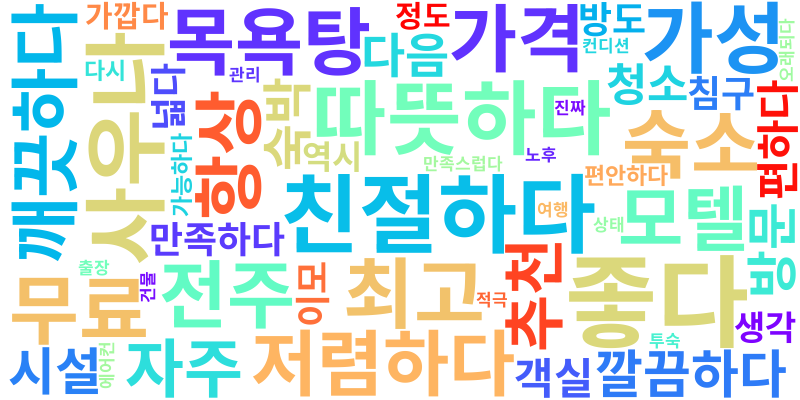 깨끗하다
가깝다
목욕탕
정도
가격
방도
가성
다음
컨디션
오래되다
다시
사우나
넓다
관리
숙박
따뜻하다
진짜
청소
침구
편하다
항상
역시
숙소
가능하다
만족스럽다
노후
편안하다
친절하다
여행
모텔
상태
방문
만족하다
무료
출장
건물
전주
이모
최고
적극
추천
좋다
생각
시설
에어컨
자주
저렴하다
객실
투숙
깔끔하다